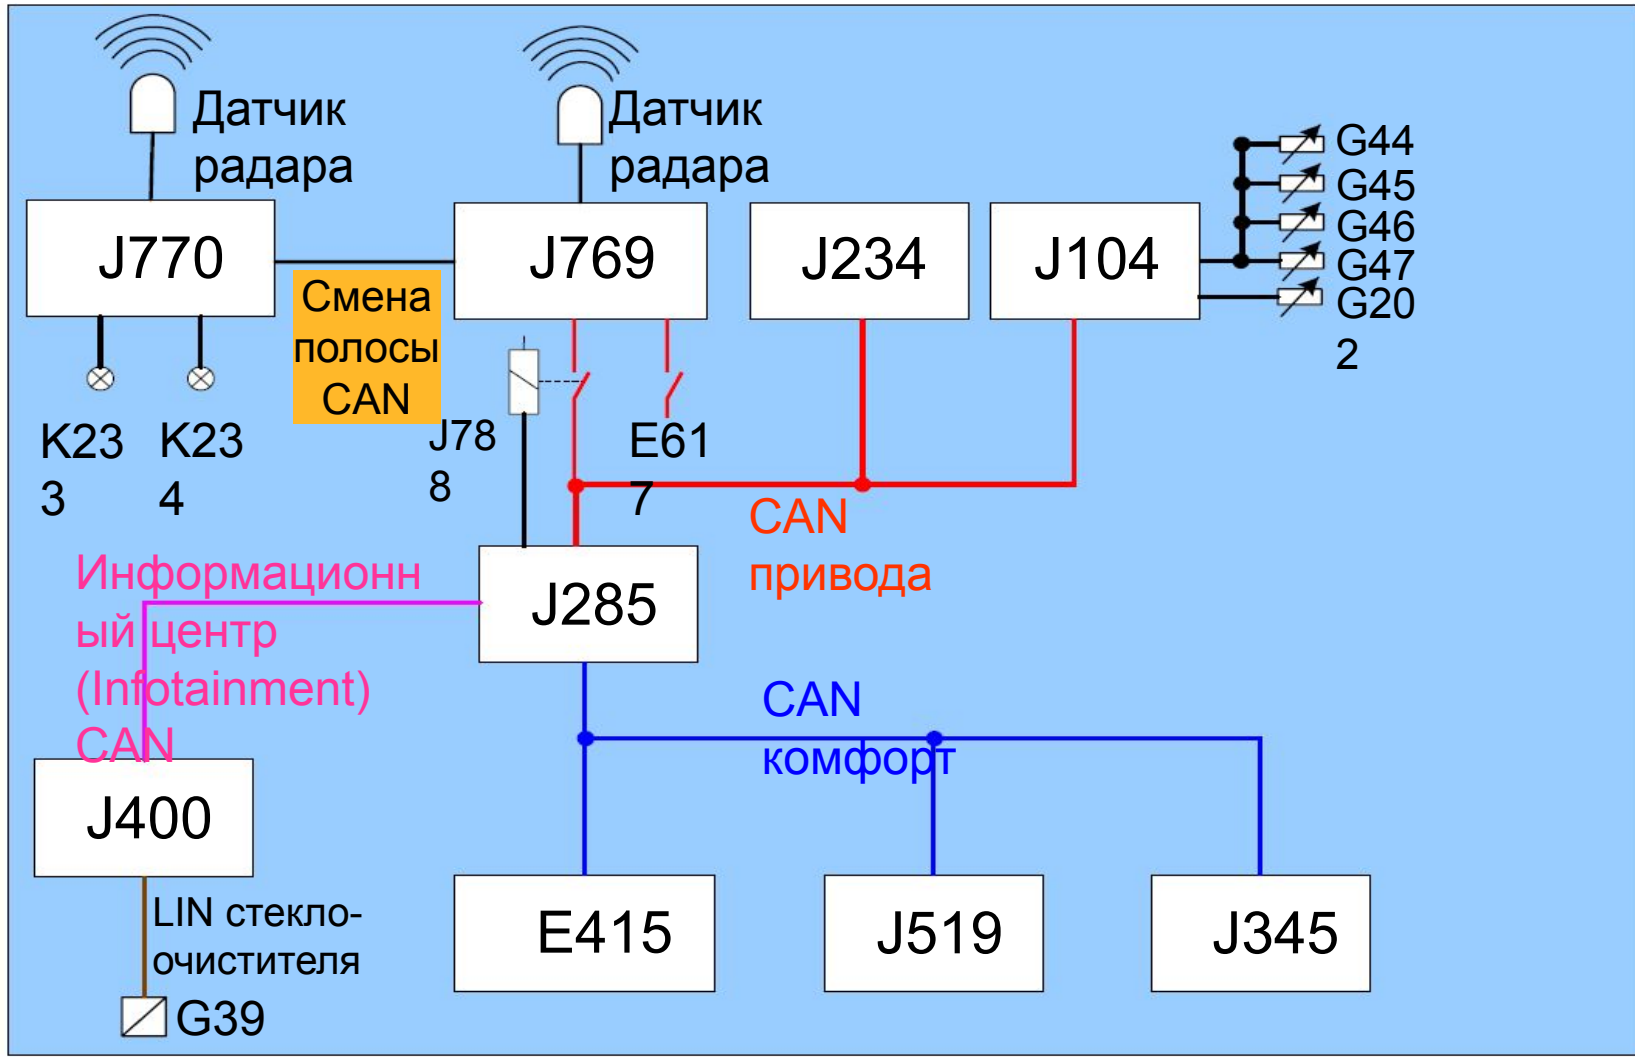 Датчик
радара
Датчик
радара
G44
G45
G46
G47
G20
2
J770
J769
J234
J104
Смена
полосы
CAN
K23
3
K23
4
J78
8
E61
7
CAN
привода
Информационн
ый центр
(Infotainment)
CAN
J285
CAN
комфорт
J400
LIN стекло-
очистителя
G39
E415
J519
J345